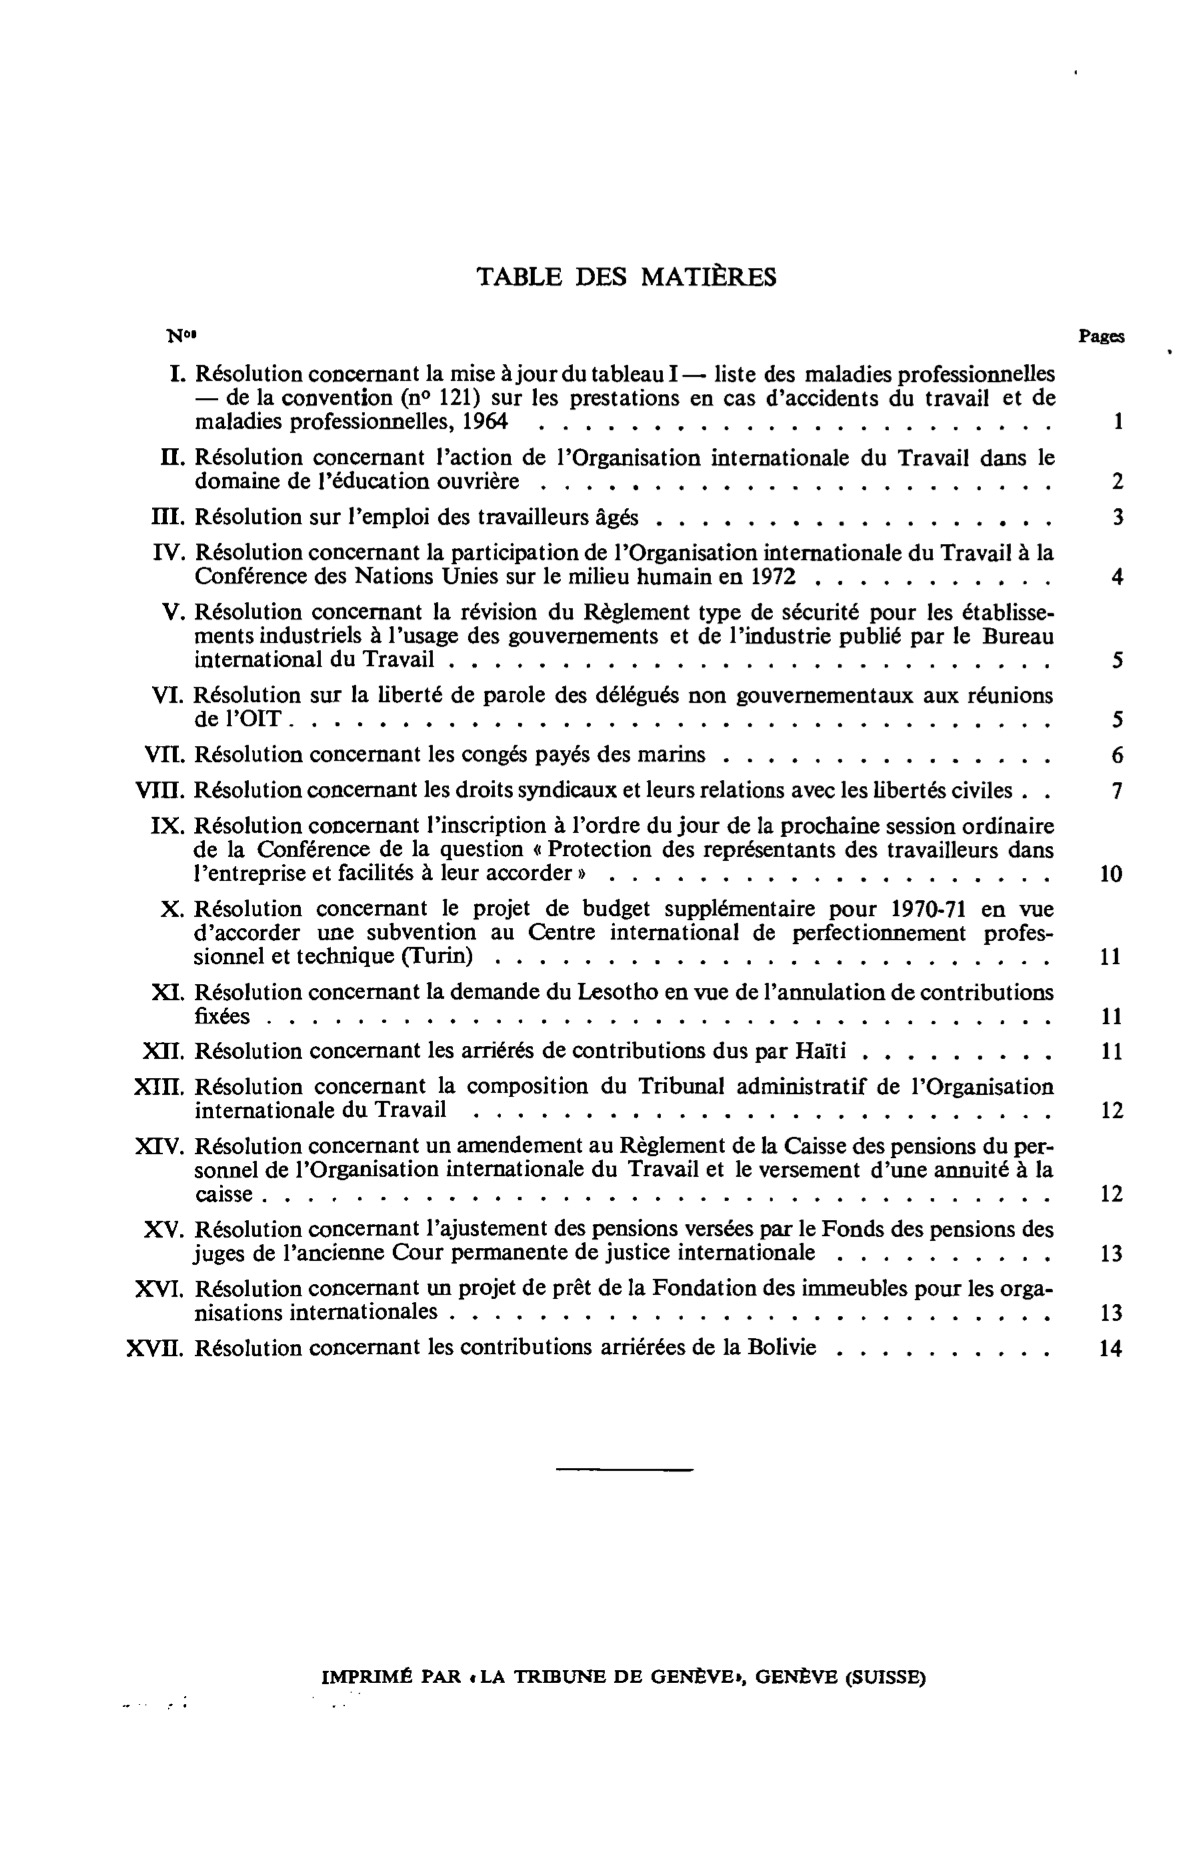 TABLE DES MATIÈRES
Nos Pages
I. Résolution concernant la mise à jour du tableau I — liste des maladies professionnelles
— de la convention (no 121) sur les prestations en cas d'accidents du travail et de
maladies professionnelles, 1964 . . . . . . . . . . . . . . . . . . . . . . . 1
II. Résolution concernant l'action de l'Organisation internationale du Travail dans le
domaine de l'éducation ouvrière . . . . . . . . . . . . . . . . . . . . . . . 2
III. Résolution sur l'emploi des travailleurs âgés . . . . . . . . . . . . . . . . . . 3
IV. Résolution concernant la participation de l'Organisation internationale du Travail à la
Conférence des Nations Unies sur le milieu humain en 1972 . . . . . . . . . . . 4
V. Résolution concernant la révision du Règlement type de sécurité pour les établisse-
ments industriels à l'usage des gouvernements et de l'industrie publié par le Bureau
international du Travail . . . . . . . . . . . . . . . . . . . . . . . . . . . 5
VI. Résolution sur la liberté de parole des délégués non gouvernementaux aux réunions
de l'OIT . . . . . . . . . . . . . . . . . . . . . . . . . . . . . . . . . . 5
VII. Résolution concernant les congés payés des marins . . . . . . . . . . . . . . . 6
VIII. Résolution concernant les droits syndicaux et leurs relations avec les libertés civiles . . 7
IX. Résolution concernant l'inscription à l'ordre du jour de la prochaine session ordinaire
de la Conférence de la question « Protection des représentants des travailleurs dans
l'entreprise et facilités à leur accorder » . . . . . . . . . . . . . . . . . . . . 10
X. Résolution concernant le projet de budget supplémentaire pour 1970-71 en vue
d'accorder une subvention au Centre international de perfectionnement profes-
sionnel et technique (Turin) . . . . . . . . . . . . . . . . . . . . . . . . . 11
XI. Résolution concernant la demande du Lesotho en vue de l'annulation de contributions
fixées . . . . . . . . . . . . . . . . . . . . . . . . . . . . . . . . . . . 11
XII. Résolution concernant les arriérés de contributions dus par Haïti . . . . . . . . . 11
XIII. Résolution concernant la composition du Tribunal administratif de l'Organisation
internationale du Travail . . . . . . . . . . . . . . . . . . . . . . . . . . 12
XIV. Résolution concernant un amendement au Règlement de la Caisse des pensions du per-
sonnel de l'Organisation internationale du Travail et le versement d'une annuité à la
caisse . . . . . . . . . . . . . . . . . . . . . . . . . . . . . . . . . . . 12
XV. Résolution concernant l'ajustement des pensions versées par le Fonds des pensions des
juges de l'ancienne Cour permanente de justice internationale . . . . . . . . . . 13
XVI. Résolution concernant un projet de prêt de la Fondation des immeubles pour les orga-
nisations internationales . . . . . . . . . . . . . . . . . . . . . . . . . . . 13
XVII. Résolution concernant les contributions arriérées de la Bolivie . . . . . . . . . . 14
IMPRIMÉ PAR «LA TRIBUNE DE GENÈVE», GENÈVE (SUISSE)